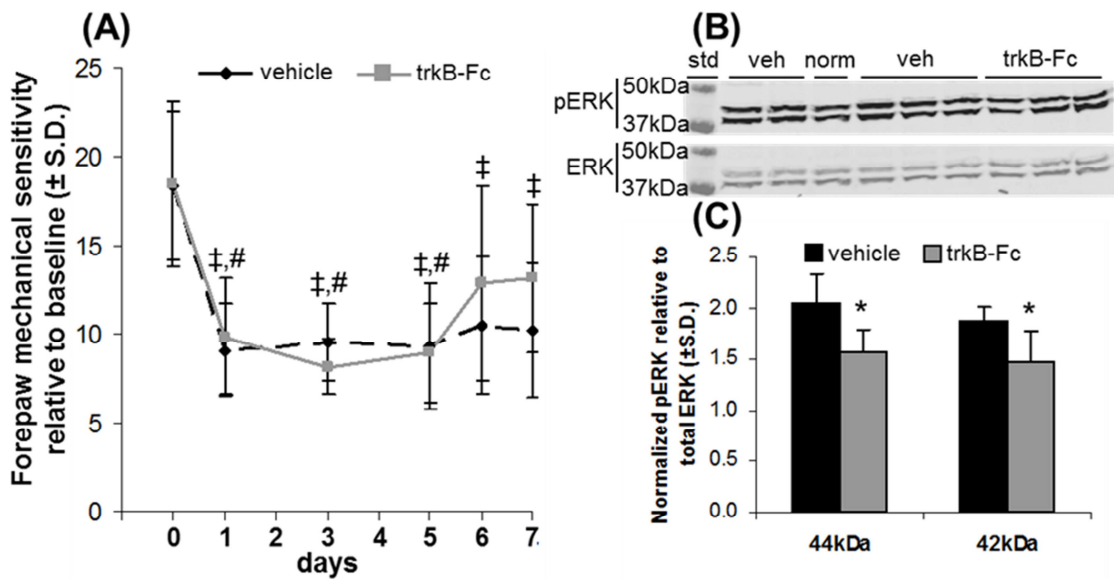 (A)
Forepaw mechanical sensitivity
relative to baseline (± S.D.)
25
20
15
10
5
0
vehicle
trkB-Fc
‡,#
‡,#
‡,#
‡
‡
0 1 2 3 4 5 6 7
days
(B)
std veh norm veh trkB-Fc
pERK
50kDa
37kDa
ERK
50kDa
37kDa
(C)
Normalized pERK relative to
total ERK (±S.D.)
2.5
2.0
1.5
1.0
0.5
0.0
vehicle
trkB-Fc
*
*
44kDa
42kDa